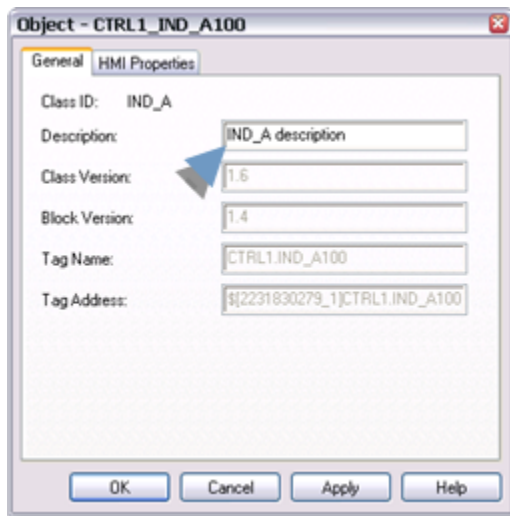 Object - CTRL1_IND_A100
General HMI Properties
Class ID: IND_A
Description: IND_A description
Class Version: 1.6
Block Version: 1.4
Tag Name: CTRL1.IND_A100
Tag Address: $[2231830279_1]CTRL1.IND_A100
OK Cancel Apply Help